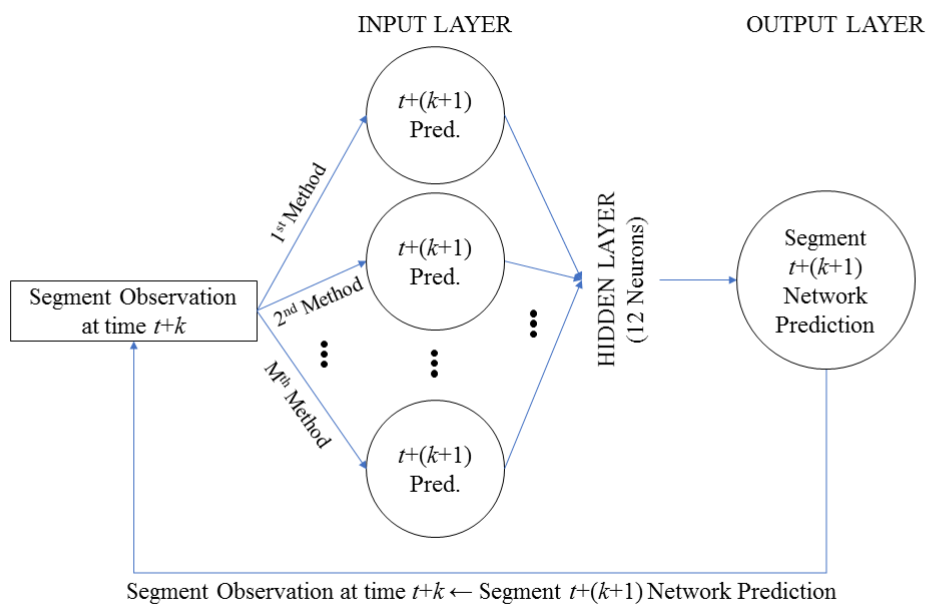 INPUT LAYER
OUTPUT LAYER
t+(k+1)
Pred.
1st Method
t+(k+1)
Pred.
2nd Method
Segment Observation
at time t+k
HIDDEN LAYER
(12 Neurons)
Segment
t+(k+1)
Network
Prediction
Mth Method
t+(k+1)
Pred.
Segment Observation at time t+k ← Segment t+(k+1) Network Prediction